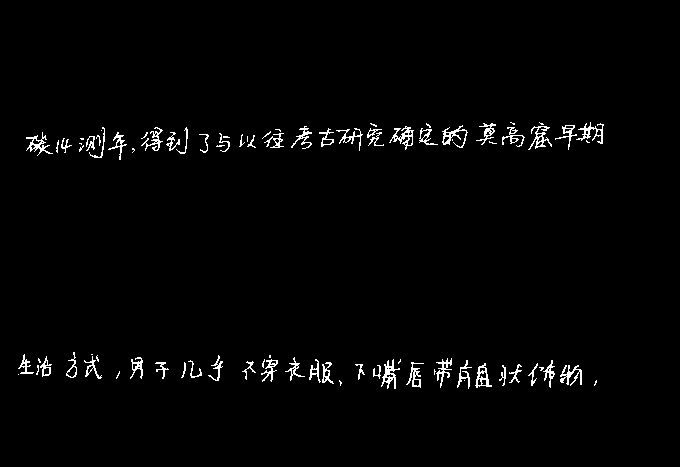 碳14测年,得到了与以往考古研究确定的莫高窟早期
生活方式,男子几乎不穿衣服、下嘴唇带有盘状饰物,